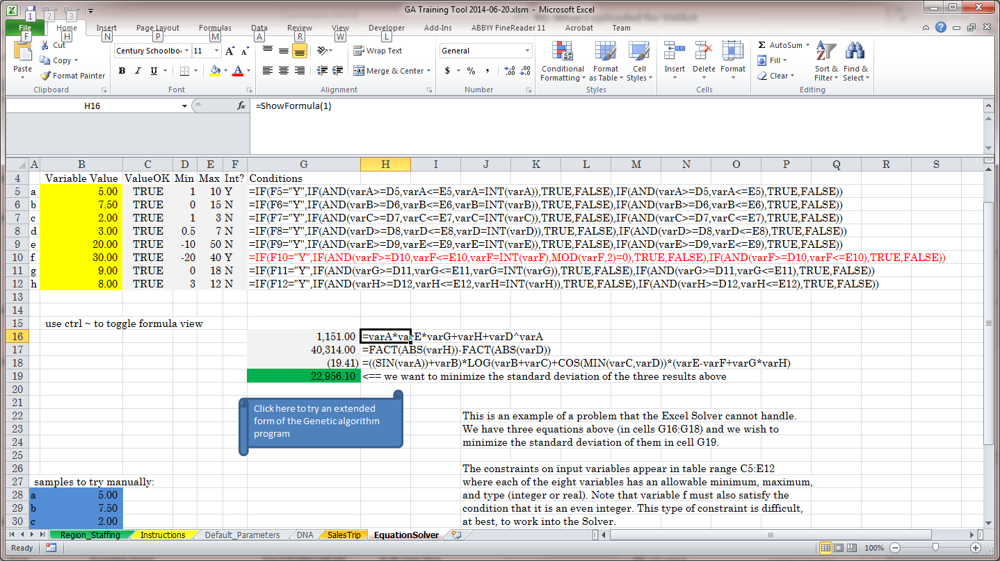 GA Training Tool 2014-06-20.xlsm - Microsoft Excel
1 2 3
File Home Insert Page Layout Formulas Data Review View Developer Add-Ins ABBYY FineReader 11 Acrobat Team
F H N P M A R W L
Paste Cut Copy Format Painter
Century Schoolbo 11
B I U A A A
Wrap Text
Merge & Center
General
$ % ,
Conditional Formatting Format as Table Cell Styles
Insert Delete Format
AutoSum Fill Clear
Sort & Filter Find & Select
Clipboard Font Alignment Number Styles Cells Editing
H16 fx =ShowFormula(1)
A B C D E F G H I J K L M N O P Q R S
4 Variable Value ValueOK Min Max Int? Conditions
5 a 5.00 TRUE 1 10 Y =IF(F5="Y",IF(AND(varA>=D5,varA<=E5,varA=INT(varA)),TRUE,FALSE),IF(AND(varA>=D5,varA<=E5),TRUE,FALSE))
6 b 7.50 TRUE 0 15 N =IF(F6="Y",IF(AND(varB>=D6,varB<=E6,varB=INT(varB)),TRUE,FALSE),IF(AND(varB>=D6,varB<=E6),TRUE,FALSE))
7 c 2.00 TRUE 1 3 N =IF(F7="Y",IF(AND(varC>=D7,varC<=E7,varC=INT(varC)),TRUE,FALSE),IF(AND(varC>=D7,varC<=E7),TRUE,FALSE))
8 d 3.00 TRUE 0.5 7 N =IF(F8="Y",IF(AND(varD>=D8,varD<=E8,varD=INT(varD)),TRUE,FALSE),IF(AND(varD>=D8,varD<=E8),TRUE,FALSE))
9 e 20.00 TRUE -10 50 N =IF(F9="Y",IF(AND(varE>=D9,varE<=E9,varE=INT(varE)),TRUE,FALSE),IF(AND(varE>=D9,varE<=E9),TRUE,FALSE))
10 f 30.00 TRUE -20 40 Y =IF(F10="Y",IF(AND(varF>=D10,varF<=E10,varF=INT(varF),MOD(varF,2)=0),TRUE,FALSE),IF(AND(varF>=D10,varF<=E10),TRUE,FALSE))
11 g 9.00 TRUE 0 18 N =IF(F11="Y",IF(AND(varG>=D11,varG<=E11,varG=INT(varG)),TRUE,FALSE),IF(AND(varG>=D11,varG<=E11),TRUE,FALSE))
12 h 8.00 TRUE 3 12 N =IF(F12="Y",IF(AND(varH>=D12,varH<=E12,varH=INT(varH)),TRUE,FALSE),IF(AND(varH>=D12,varH<=E12),TRUE,FALSE))
13
14
15 use ctrl ~ to toggle formula view
16 1,151.00 =varA*varE*varG+varH+varD^varA
17 40,314.00 =FACT(ABS(varH))-FACT(ABS(varD))
18 (19.41) =((SIN(varA))+varB)*LOG(varB+varC)+COS(MIN(varC,varD))*(varE-varF+varG*varH)
19 22,956.10 <== we want to minimize the standard deviation of the three results above
20
21
Click here to try an extended
form of the Genetic algorithm
program
22 This is an example of a problem that the Excel Solver cannot handle.
23 We have three equations above (in cells G16:G18) and we wish to
24 minimize the standard deviation of them in cell G19.
25
26 The constraints on input variables appear in table range C5:E12
27 samples to try manually: where each of the eight variables has an allowable minimum, maximum,
28 a 5.00 and type (integer or real). Note that variable f must also satisfy the
29 b 7.50 condition that it is an even integer. This type of constraint is difficult,
30 c 2.00 at best, to work into the Solver.
Region_Staffing Instructions Default_Parameters DNA SalesTrip EquationSolver
Ready 100%